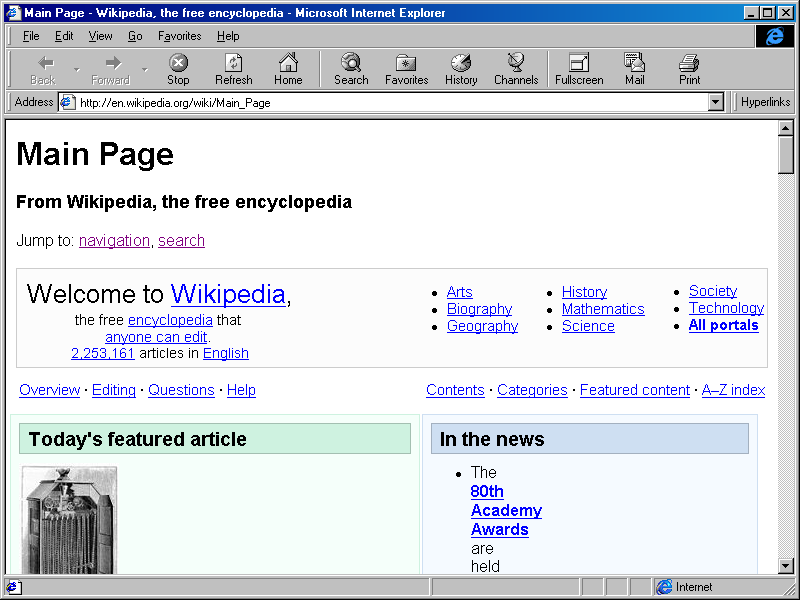 Main Page - Wikipedia, the free encyclopedia - Microsoft Internet Explorer
File Edit View Go Favorites Help
Back Forward Stop Refresh Home Search Favorites History Channels Fullscreen Mail Print
Address http://en.wikipedia.org/wiki/Main_Page Hyperlinks
Main Page
From Wikipedia, the free encyclopedia
Jump to: navigation, search
Welcome to Wikipedia,
the free encyclopedia that
anyone can edit.
2,253,161 articles in English
Arts
Biography
Geography
History
Mathematics
Science
Society
Technology
All portals
Overview · Editing · Questions · Help
Contents · Categories · Featured content · A–Z index
Today's featured article
In the news
The
80th
Academy
Awards
are
held
Internet